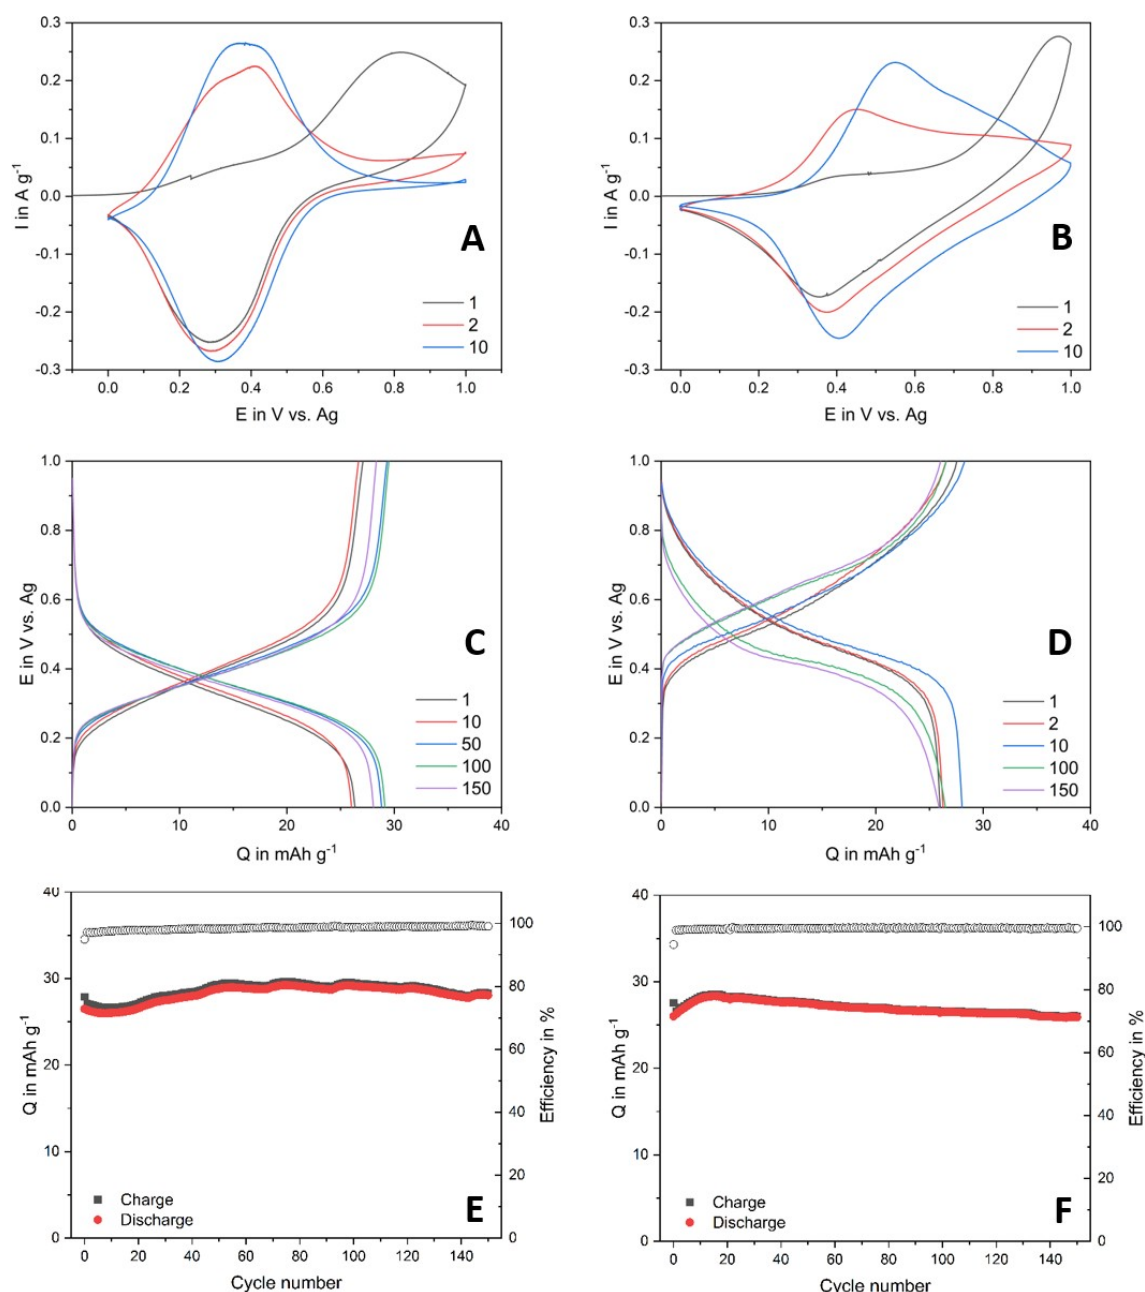 0.3
0.2
0.1
0.0
-0.1
-0.2
-0.3
I in A g⁻¹
A
1
2
10
0.0 0.2 0.4 0.6 0.8 1.0
E in V vs. Ag
0.3
0.2
0.1
0.0
-0.1
-0.2
-0.3
I in A g⁻¹
B
1
2
10
0.0 0.2 0.4 0.6 0.8 1.0
E in V vs. Ag
1.0
0.8
0.6
0.4
0.2
0.0
E in V vs. Ag
C
1
10
50
100
150
0 10 20 30 40
Q in mAh g⁻¹
1.0
0.8
0.6
0.4
0.2
0.0
E in V vs. Ag
D
1
2
10
100
150
0 10 20 30 40
Q in mAh g⁻¹
40
30
20
10
0
Q in mAh g⁻¹
100
80
60
40
20
0
Efficiency in %
E
Charge
Discharge
0 20 40 60 80 100 120 140
Cycle number
40
30
20
10
0
Q in mAh g⁻¹
100
80
60
40
20
0
Efficiency in %
F
Charge
Discharge
0 20 40 60 80 100 120 140
Cycle number